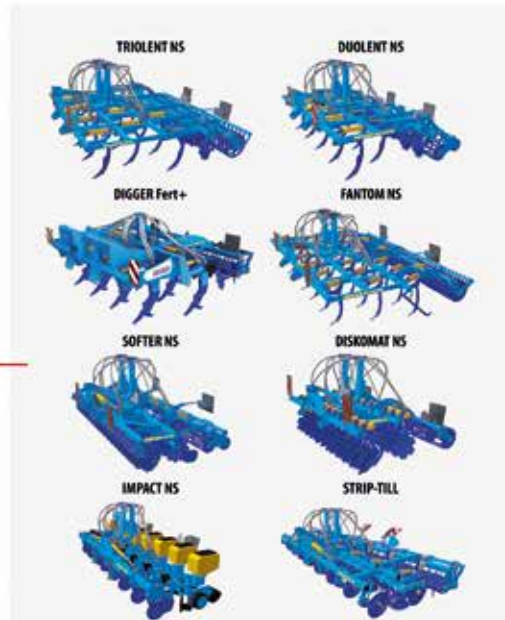 TRIOLENT NS
DUOLENT NS
DIGGER Fert+
FANTOM NS
SOFTER NS
DISKOMAT NS
IMPACT NS
STRIP-TILL